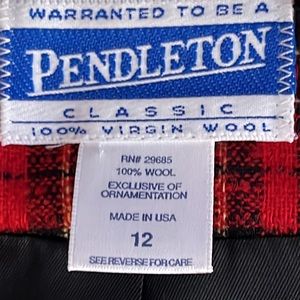 WARRANTED TO BE A
PENDLETON
CLASSIC
100% VIRGIN WOOL
RN# 29685
100% WOOL
EXCLUSIVE OF
ORNAMENTATION
MADE IN USA
12
SEE REVERSE FOR CARE